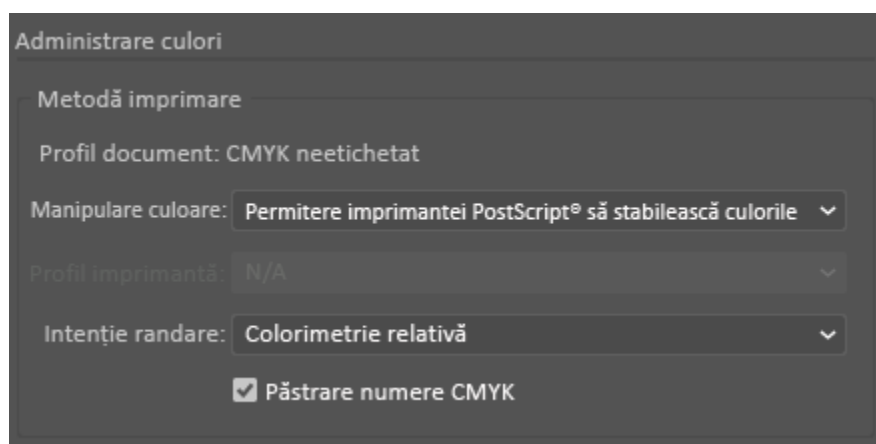 Administrare culori
Metodă imprimare
Profil document: CMYK neetichetat
Manipulare culoare: Permitere imprimantei PostScript® să stabilească culorile
Profil imprimantă: N/A
Intenție randare: Colorimetrie relativă
Păstrare numere CMYK